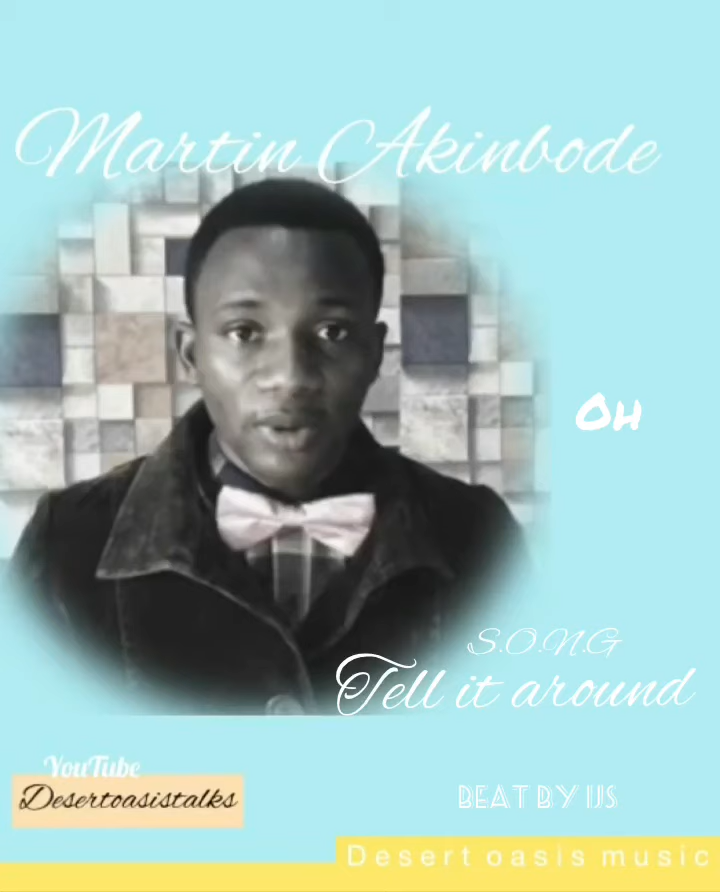 Martin Akinbode
OH
S.O.N.G
Tell it around
YouTube
Desertoasistalks
BEAT BY IJS
Desert oasis music